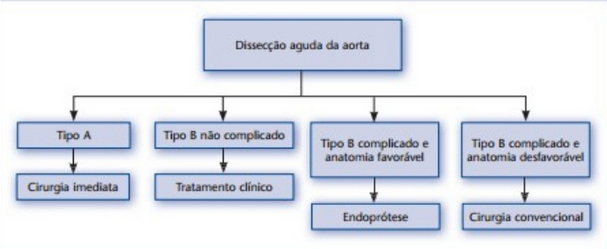 Dissecção aguda da aorta
Tipo A
Tipo B não complicado
Tipo B complicado e
anatomia favorável
Tipo B complicado e
anatomia desfavorável
Cirurgia imediata
Tratamento clínico
Endoprótese
Cirurgia convencional